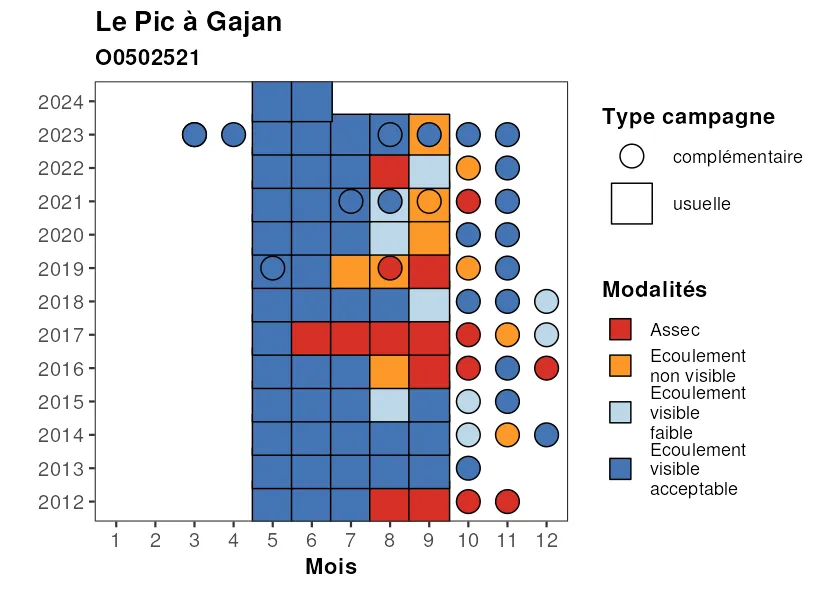 Le Pic à Gajan
O0502521
2024
2023
2022
2021
2020
2019
2018
2017
2016
2015
2014
2013
2012
1 2 3 4 5 6 7 8 9 10 11 12
Mois
Type campagne
complémentaire
usuelle
Modalités
Assec
Ecoulement
non visible
Ecoulement
visible
faible
Ecoulement
visible
acceptable